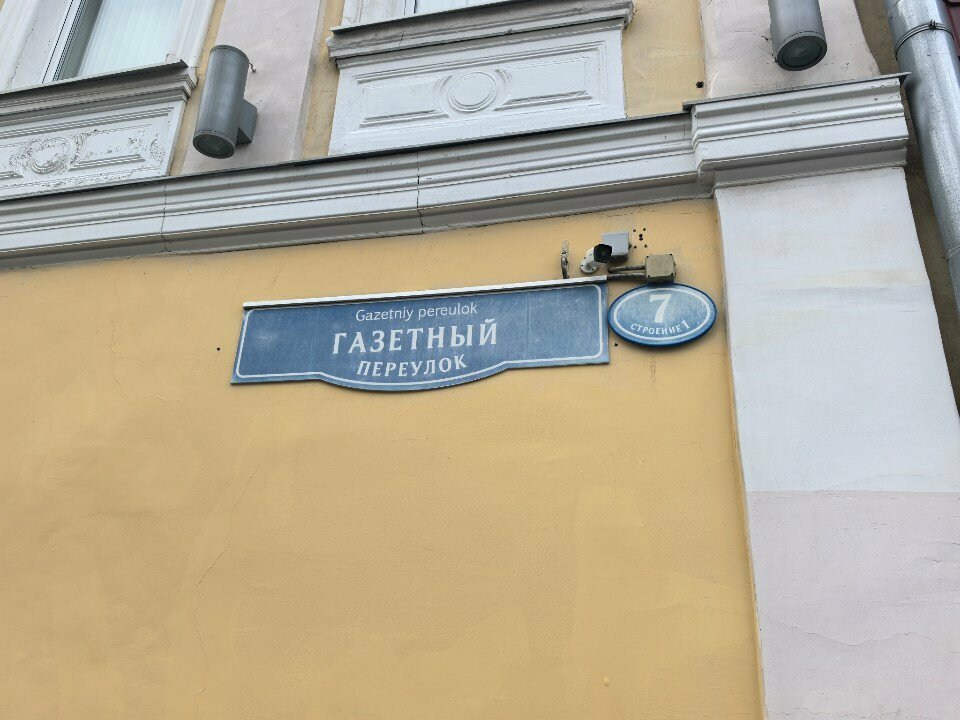 Gazetniy pereulok
ГАЗЕТНЫЙ
ПЕРЕУЛОК
7
СТРОЕНИЕ 1